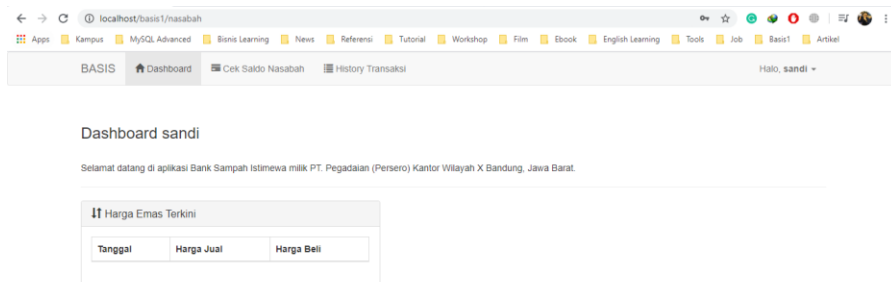 localhost/basis1/nasabah
Apps Kampus MySQL Advanced Bisnis Learning News Referensi Tutorial Workshop Film Ebook English Learning Tools Job Basis1 Artikel
BASIS Dashboard Cek Saldo Nasabah History Transaksi Halo, sandi
Dashboard sandi
Selamat datang di aplikasi Bank Sampah Istimewa milik PT. Pegadaian (Persero) Kantor Wilayah X Bandung, Jawa Barat.
Harga Emas Terkini
Tanggal Harga Jual Harga Beli